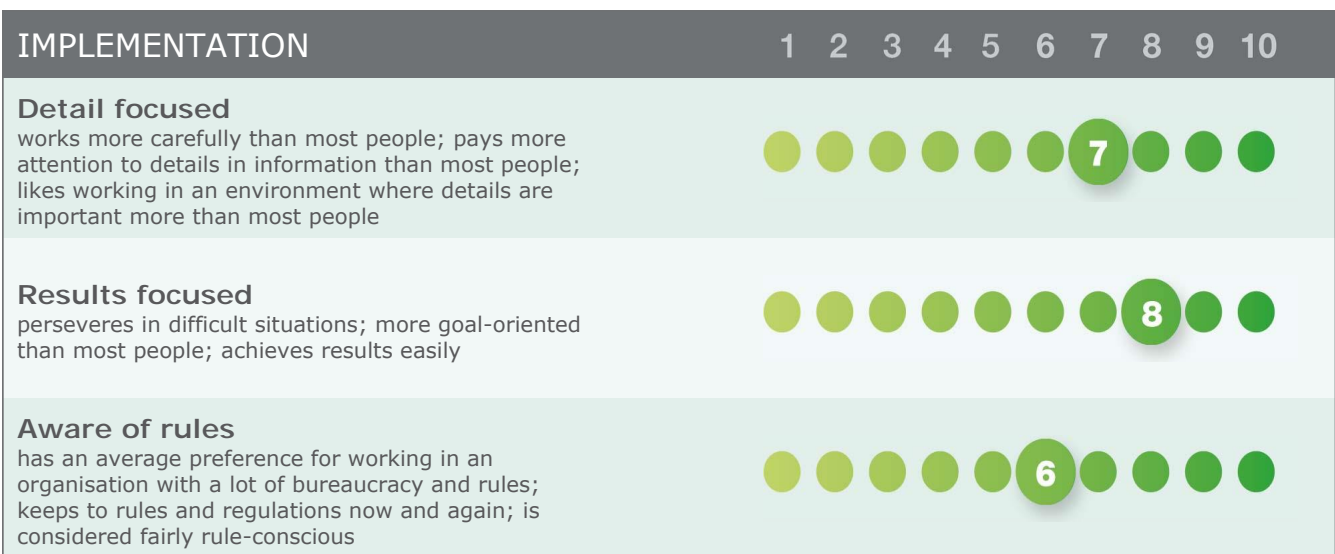 IMPLEMENTATION 1 2 3 4 5 6 7 8 9 10
Detail focused
works more carefully than most people; pays more
attention to details in information than most people;
likes working in an environment where details are
important more than most people
7
Results focused
perseveres in difficult situations; more goal-oriented
than most people; achieves results easily
8
Aware of rules
has an average preference for working in an
organisation with a lot of bureaucracy and rules;
keeps to rules and regulations now and again; is
considered fairly rule-conscious
6